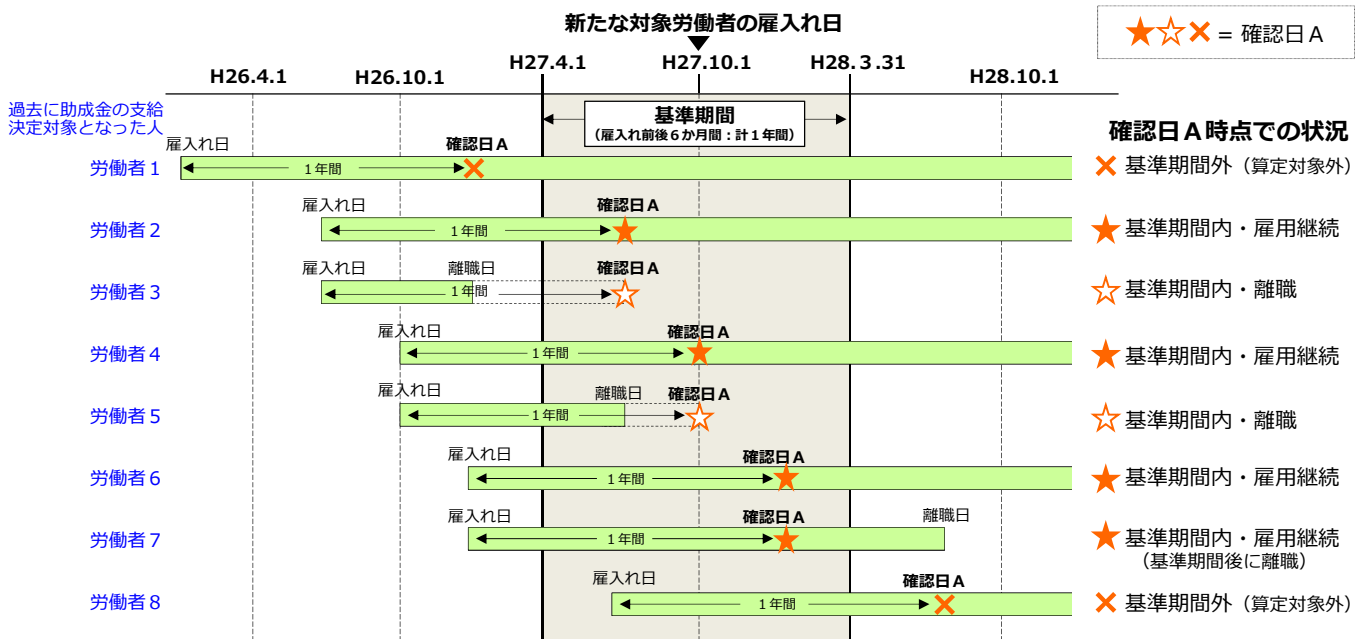 新たな対象労働者の雇入れ日
★☆✕ = 確認日A
H26.4.1
H26.10.1
H27.4.1
H27.10.1
H28.3.31
H28.10.1
過去に助成金の支給
決定対象となった人
基準期間
(雇入れ前後6か月間:計1年間)
確認日A時点での状況
雇入れ日
確認日A
労働者1
1年間
✕ 基準期間外(算定対象外)
雇入れ日
確認日A
労働者2
1年間
★ 基準期間内・雇用継続
雇入れ日
離職日
確認日A
労働者3
1年間
☆ 基準期間内・離職
雇入れ日
確認日A
労働者4
1年間
★ 基準期間内・雇用継続
雇入れ日
離職日
確認日A
労働者5
1年間
☆ 基準期間内・離職
雇入れ日
確認日A
労働者6
1年間
★ 基準期間内・雇用継続
雇入れ日
確認日A
離職日
労働者7
1年間
★ 基準期間内・雇用継続
(基準期間後に離職)
雇入れ日
確認日A
労働者8
1年間
✕ 基準期間外(算定対象外)